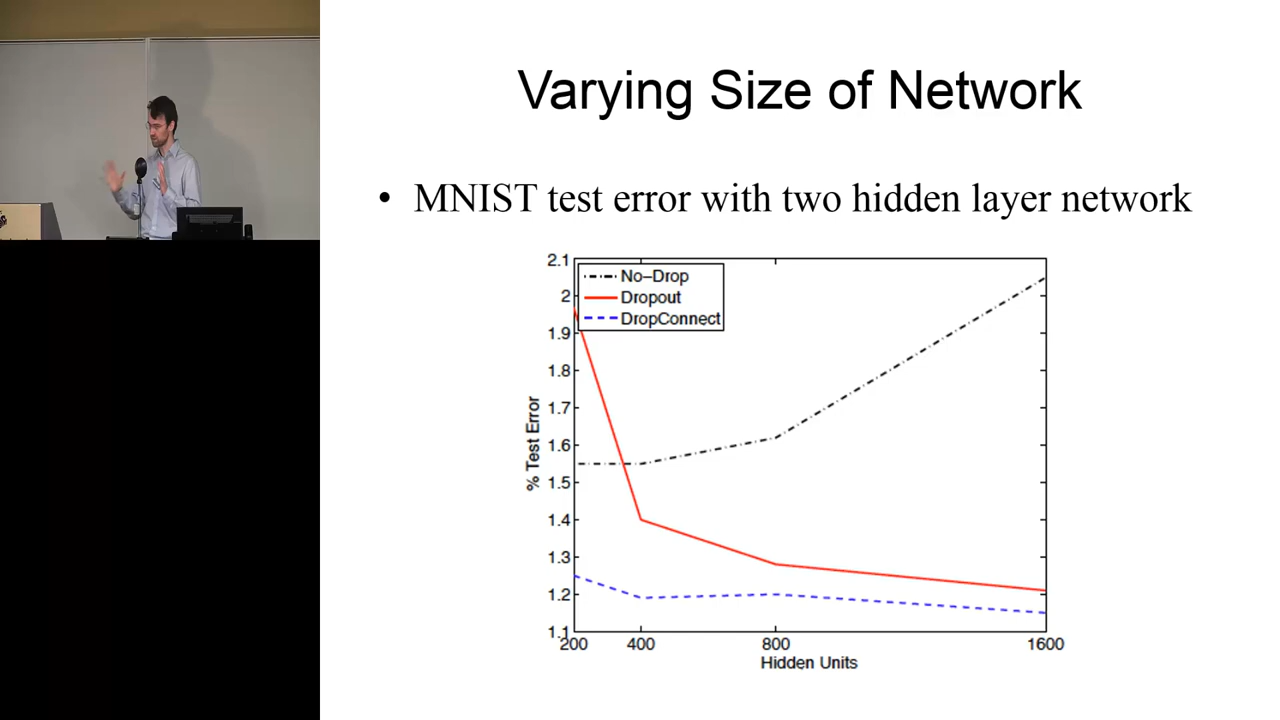 Varying Size of Network
• MNIST test error with two hidden layer network
No-Drop
Dropout
DropConnect
2.1
2
1.9
1.8
1.7
1.6
1.5
1.4
1.3
1.2
1.1
% Test Error
200 400 800 1600
Hidden Units